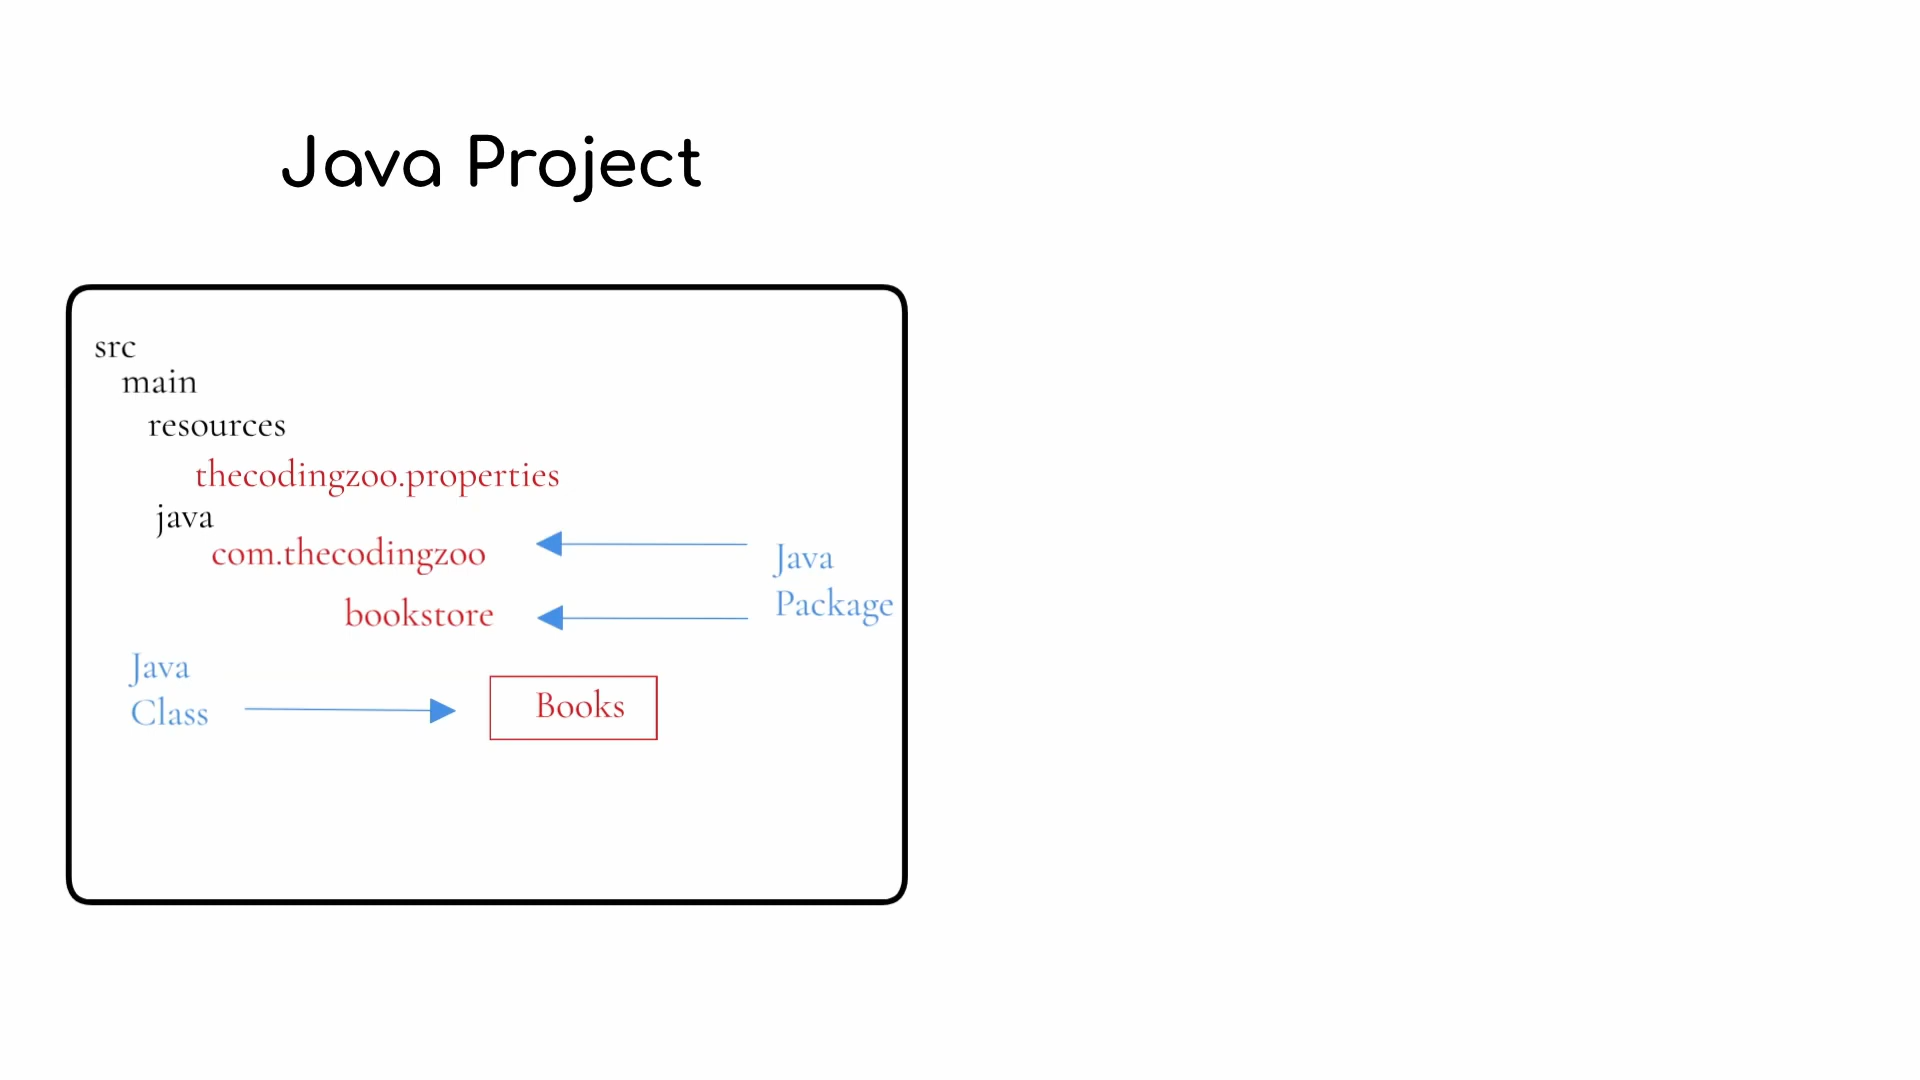 Java Project
src
main
resources
thecodingzoo.properties
java
com.thecodingzoo
Java
Package
bookstore
Java
Class
Books